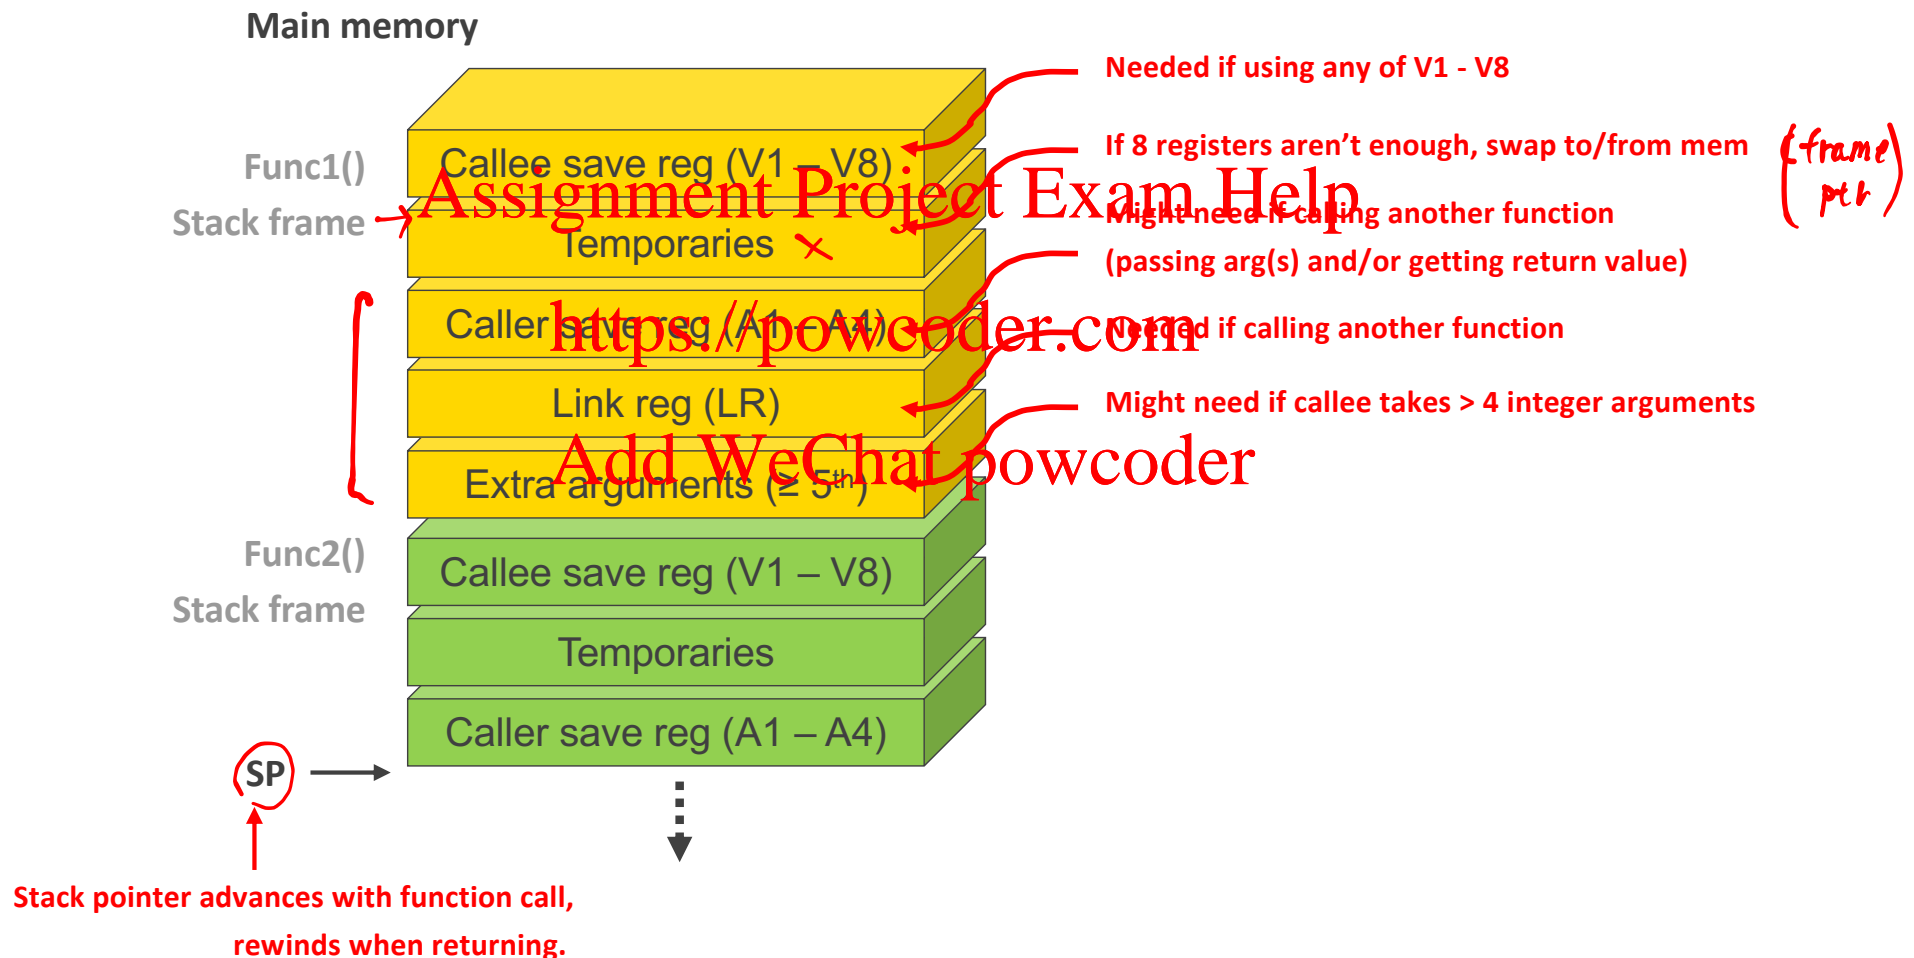 Main memory
Needed if using any of V1 - V8
Func1()
Stack frame
Callee save reg (V1 – V8)
If 8 registers aren't enough, swap to/from mem
(frame
ptr)
Assignment Project Exam Help
Might need if calling another function
Temporaries
(passing arg(s) and/or getting return value)
Caller save reg (A1 – A4)
https://powcoder.com
Needed if calling another function
Link reg (LR)
Might need if callee takes > 4 integer arguments
Add WeChat powcoder
Extra arguments (≥ 5th)
Func2()
Stack frame
Callee save reg (V1 – V8)
Temporaries
Caller save reg (A1 – A4)
SP
Stack pointer advances with function call,
rewinds when returning.